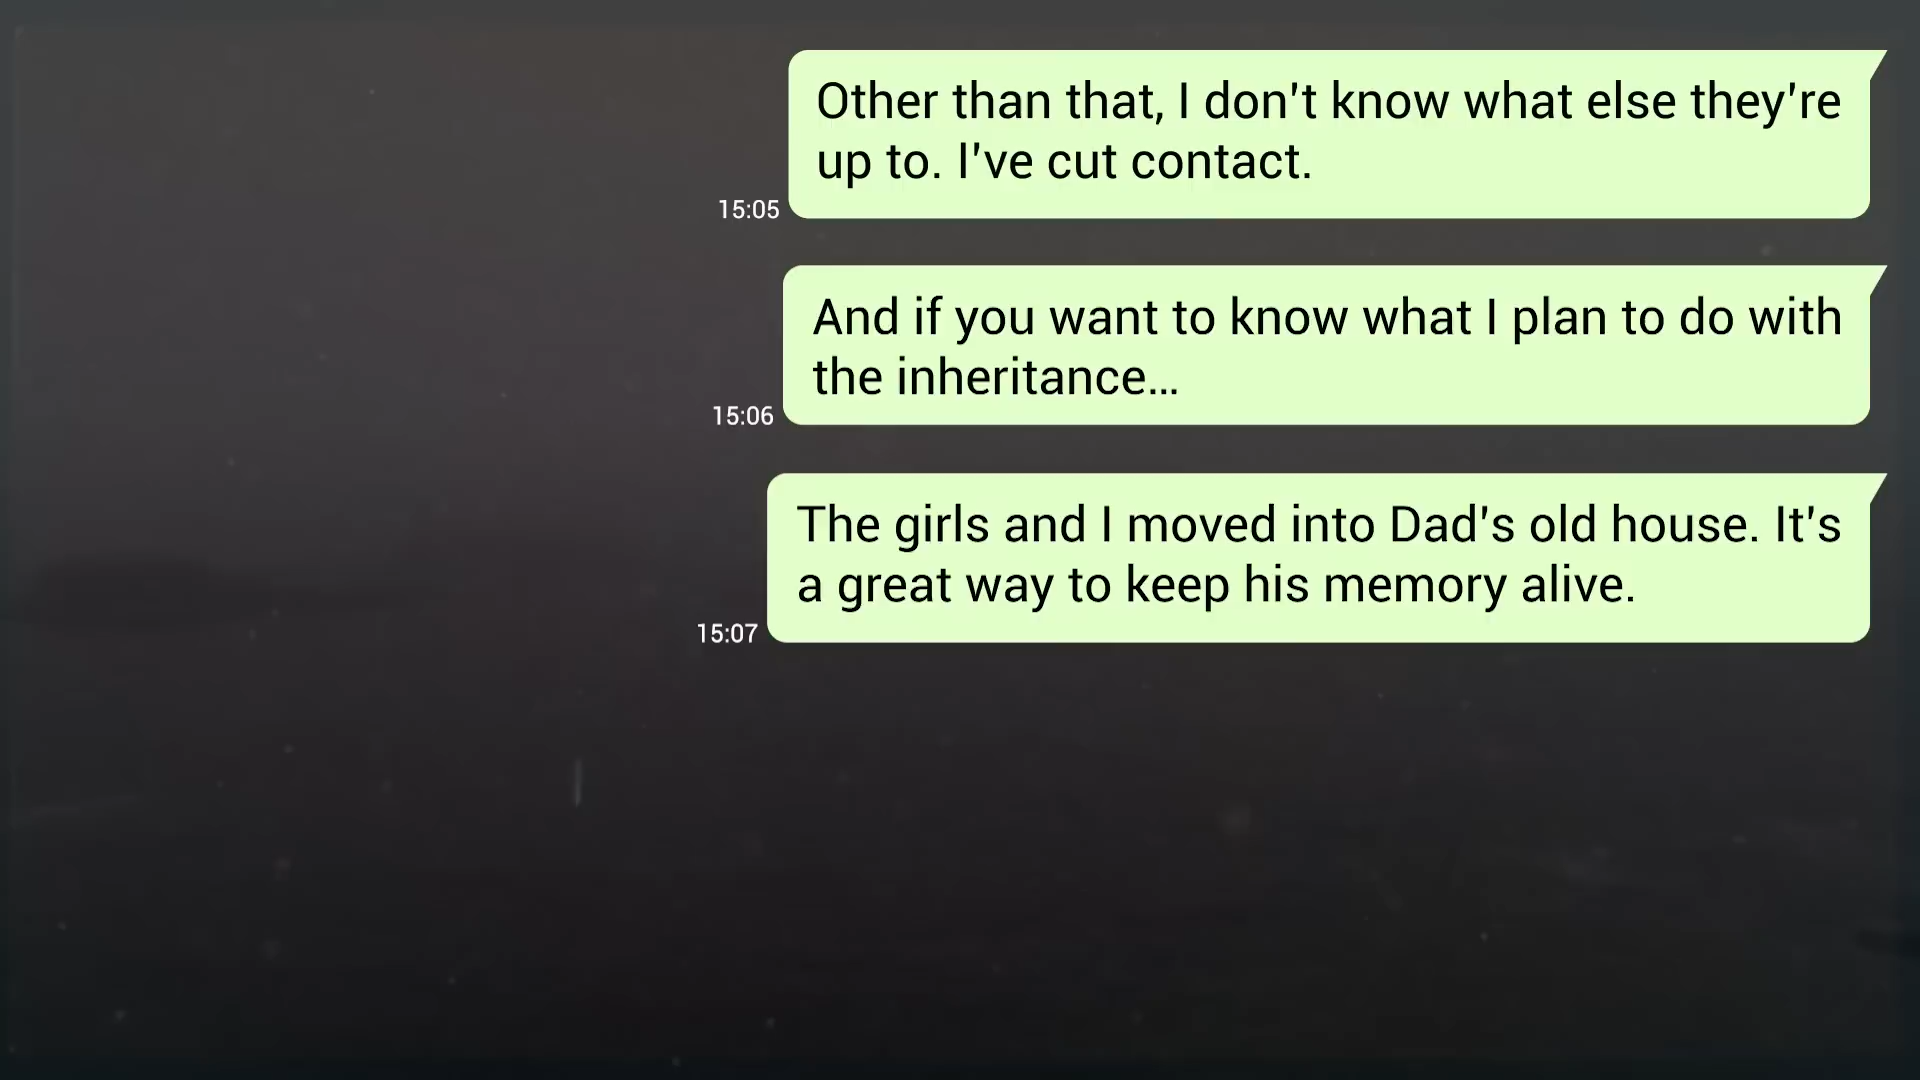 Other than that, I don't know what else they're
up to. I've cut contact.
15:05
And if you want to know what I plan to do with
the inheritance...
15:06
The girls and I moved into Dad's old house. It's
a great way to keep his memory alive.
15:07